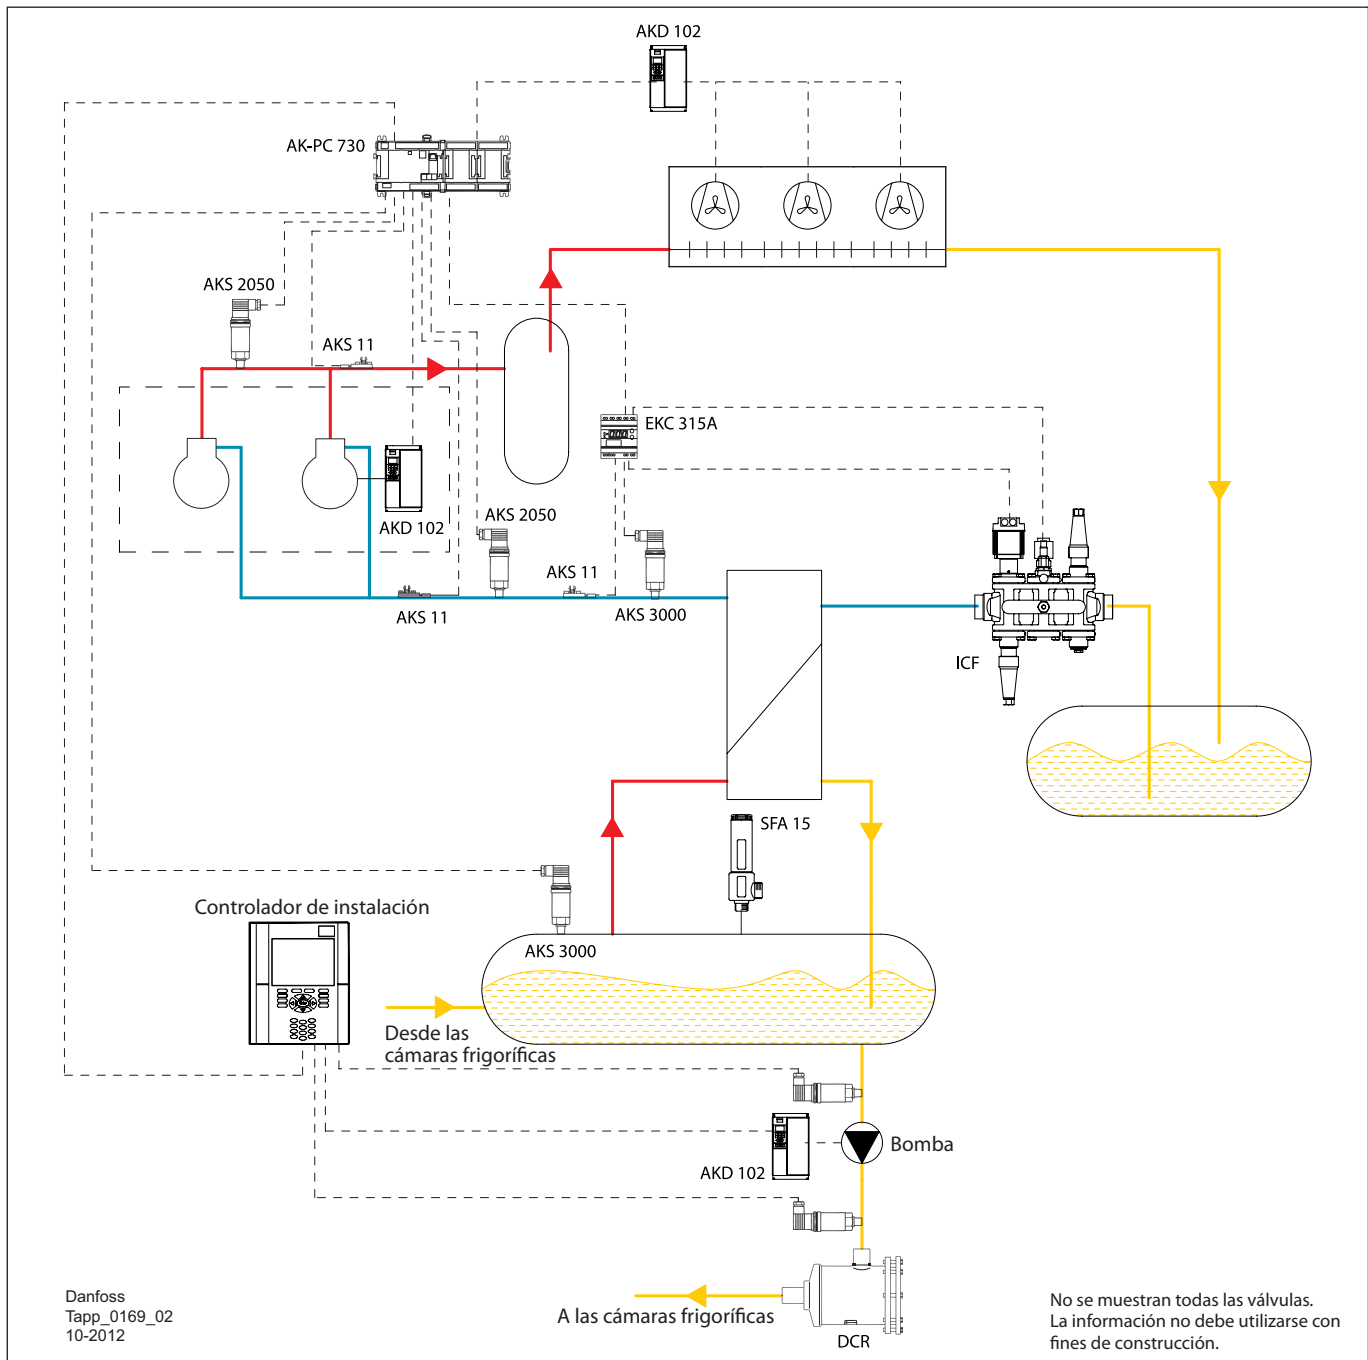 AKD 102
AK-PC 730
AKS 2050
AKS 11
EKC 315A
AKD 102
AKS 2050
AKS 11
AKS 11
AKS 3000
ICF
SFA 15
Controlador de instalación
AKS 3000
Desde las
cámaras frigoríficas
Bomba
AKD 102
A las cámaras frigoríficas
DCR
Danfoss
Tapp_0169_02
10-2012
No se muestran todas las válvulas.
La información no debe utilizarse con
fines de construcción.